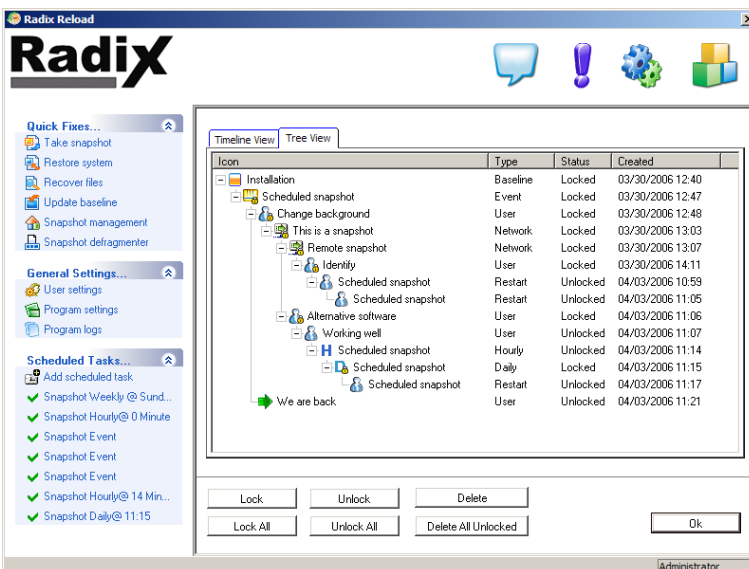 Radix Reload
RadiX
Quick Fixes...
Take snapshot
Restore system
Recover files
Update baseline
Snapshot management
Snapshot defragmenter
General Settings...
User settings
Program settings
Program logs
Scheduled Tasks...
Add scheduled task
Snapshot Weekly @ Sund...
Snapshot Hourly@ 0 Minute
Snapshot Event
Snapshot Event
Snapshot Event
Snapshot Hourly@ 14 Min...
Snapshot Daily@ 11:15
Timeline View Tree View
Icon Type Status Created
Installation Baseline Locked 03/30/2006 12:40
Scheduled snapshot Event Locked 03/30/2006 12:47
Change background User Locked 03/30/2006 12:48
This is a snapshot Network Locked 03/30/2006 13:03
Remote snapshot Network Locked 03/30/2006 13:07
Identify User Locked 03/30/2006 14:11
Scheduled snapshot Restart Unlocked 04/03/2006 10:59
Scheduled snapshot Restart Unlocked 04/03/2006 11:05
Alternative software User Locked 04/03/2006 11:06
Working well User Unlocked 04/03/2006 11:07
H Scheduled snapshot Hourly Unlocked 04/03/2006 11:14
D Scheduled snapshot Daily Locked 04/03/2006 11:15
Scheduled snapshot Restart Unlocked 04/03/2006 11:17
We are back User Unlocked 04/03/2006 11:21
Lock Unlock Delete
Lock All Unlock All Delete All Unlocked
Ok
Administrator